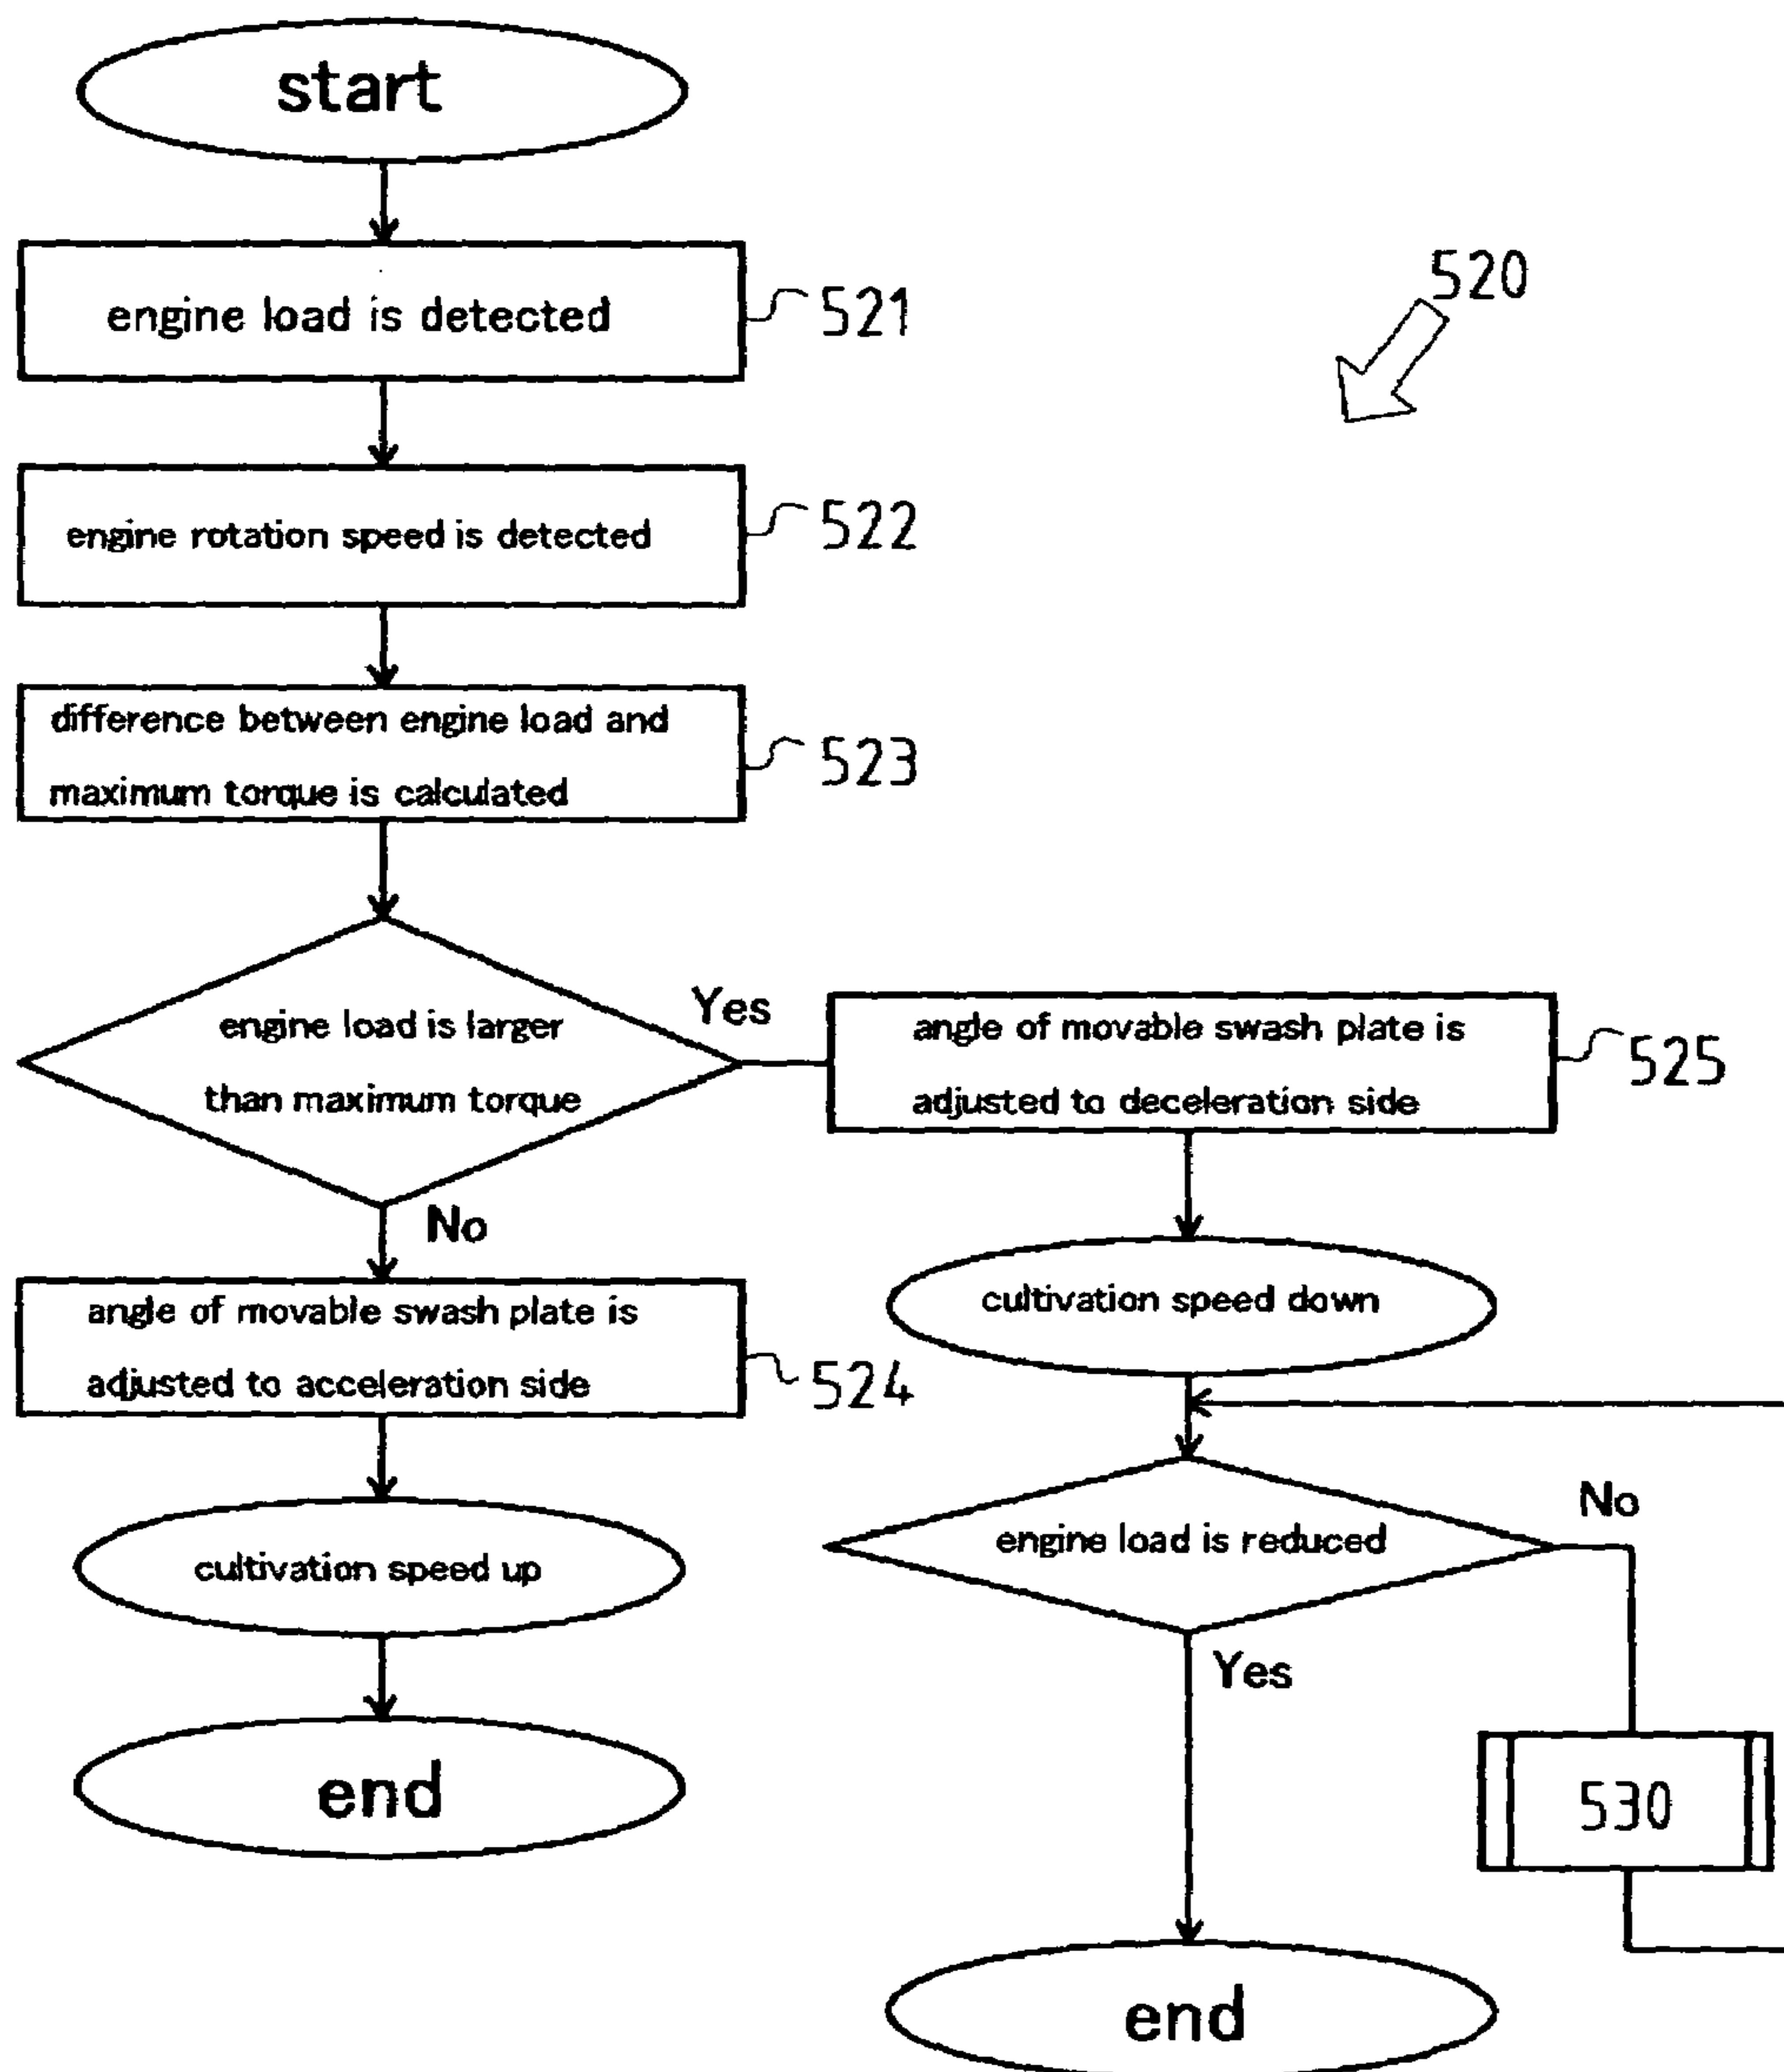 start
520
engine load is detected
521
engine rotation speed is detected
522
difference between engine load and
maximum torque is calculated
523
engine load is larger
than maximum torque
Yes
angle of movable swash plate is
adjusted to deceleration side
525
No
cultivation speed down
angle of movable swash plate is
adjusted to acceleration side
524
engine load is reduced
No
cultivation speed up
Yes
530
end
end